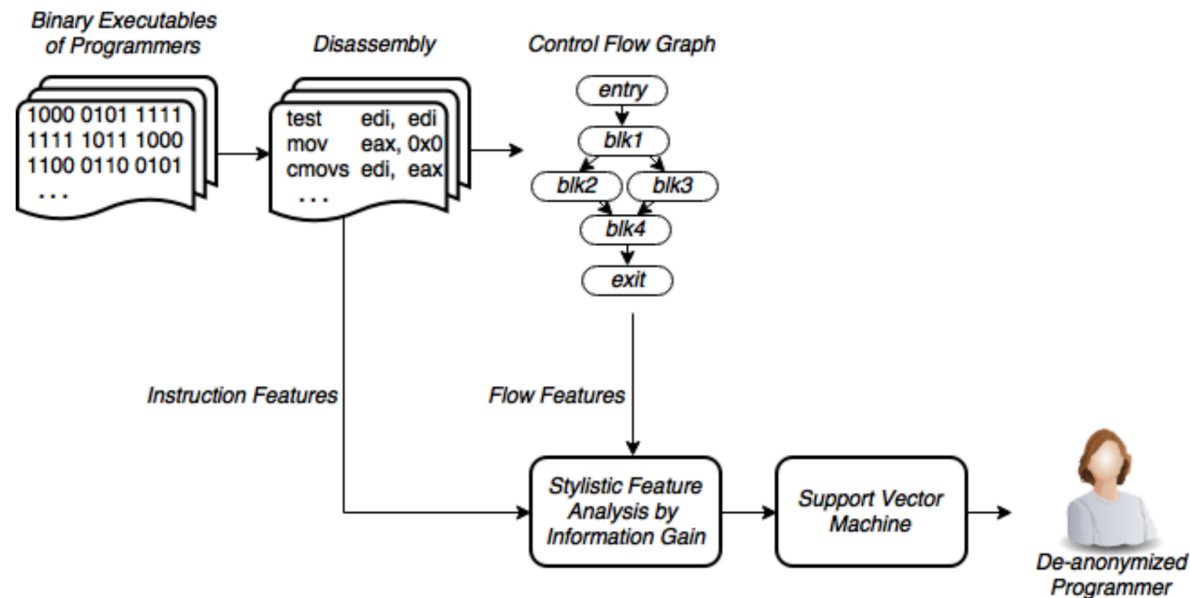 Binary Executables
of Programmers
Disassembly
Control Flow Graph
1000 0101 1111
1111 1011 1000
1100 0110 0101
...
test edi, edi
mov eax, 0x0
cmovs edi, eax
...
entry
blk1
blk2
blk3
blk4
exit
Instruction Features
Flow Features
Stylistic Feature
Analysis by
Information Gain
Support Vector
Machine
De-anonymized
Programmer